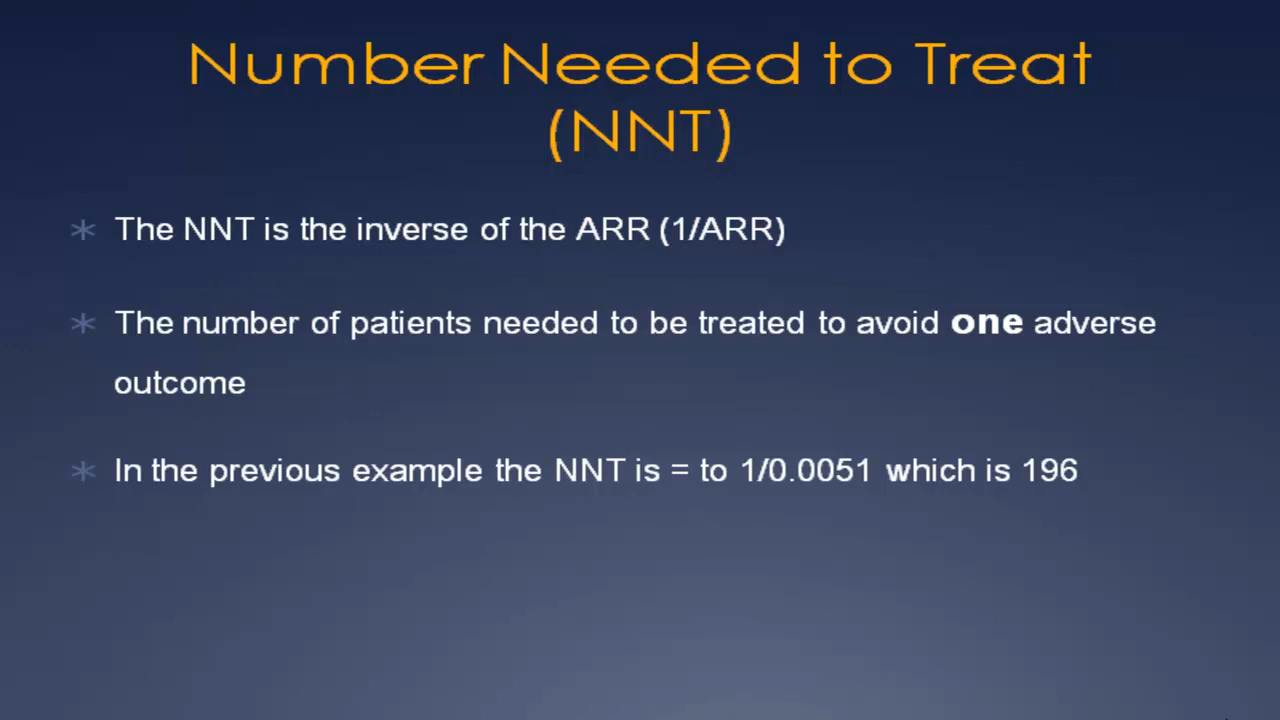 Number Needed to Treat
(NNT)
The NNT is the inverse of the ARR (1/ARR)
The number of patients needed to be treated to avoid one adverse
outcome
In the previous example the NNT is = to 1/0.0051 which is 196